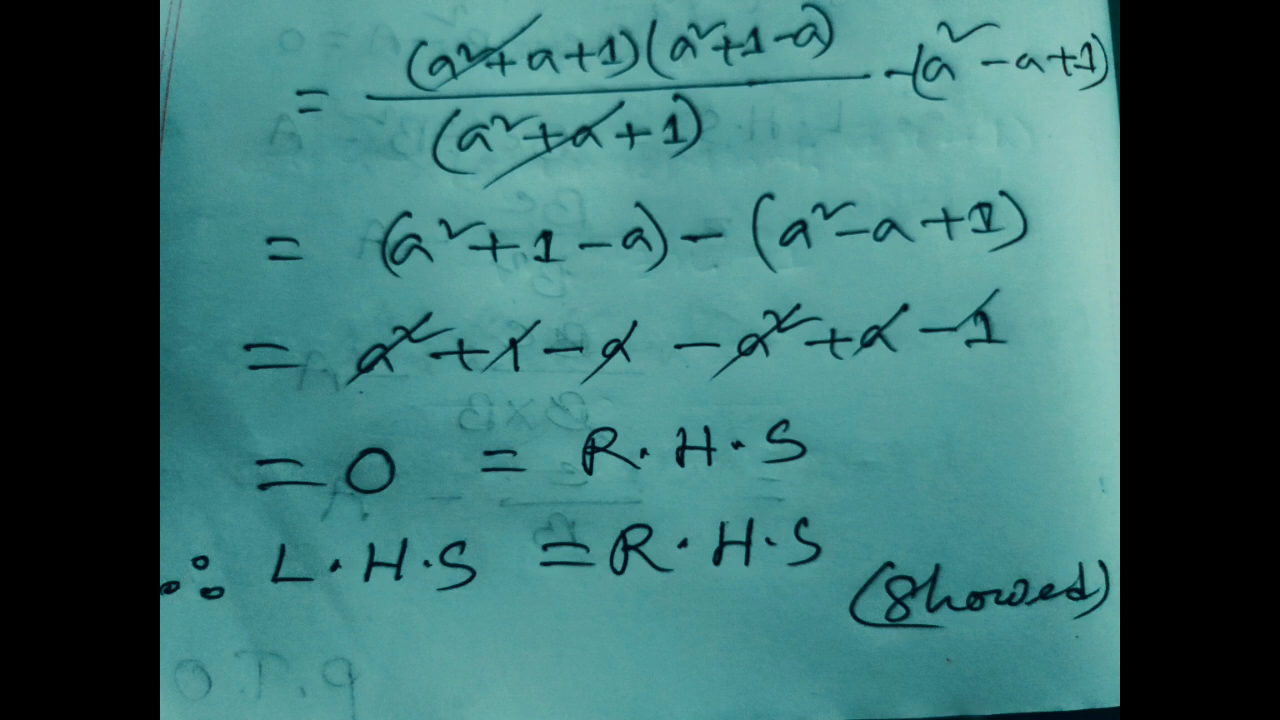 = (a²+a+1)(a²+1-a) / (a²+a+1) - (a²-a+1)
= (a²+1-a) - (a²-a+1)
= a²+1-a-a²+a-1
= 0 = R.H.S
∴ L.H.S = R.H.S (Showed)
P.T.O